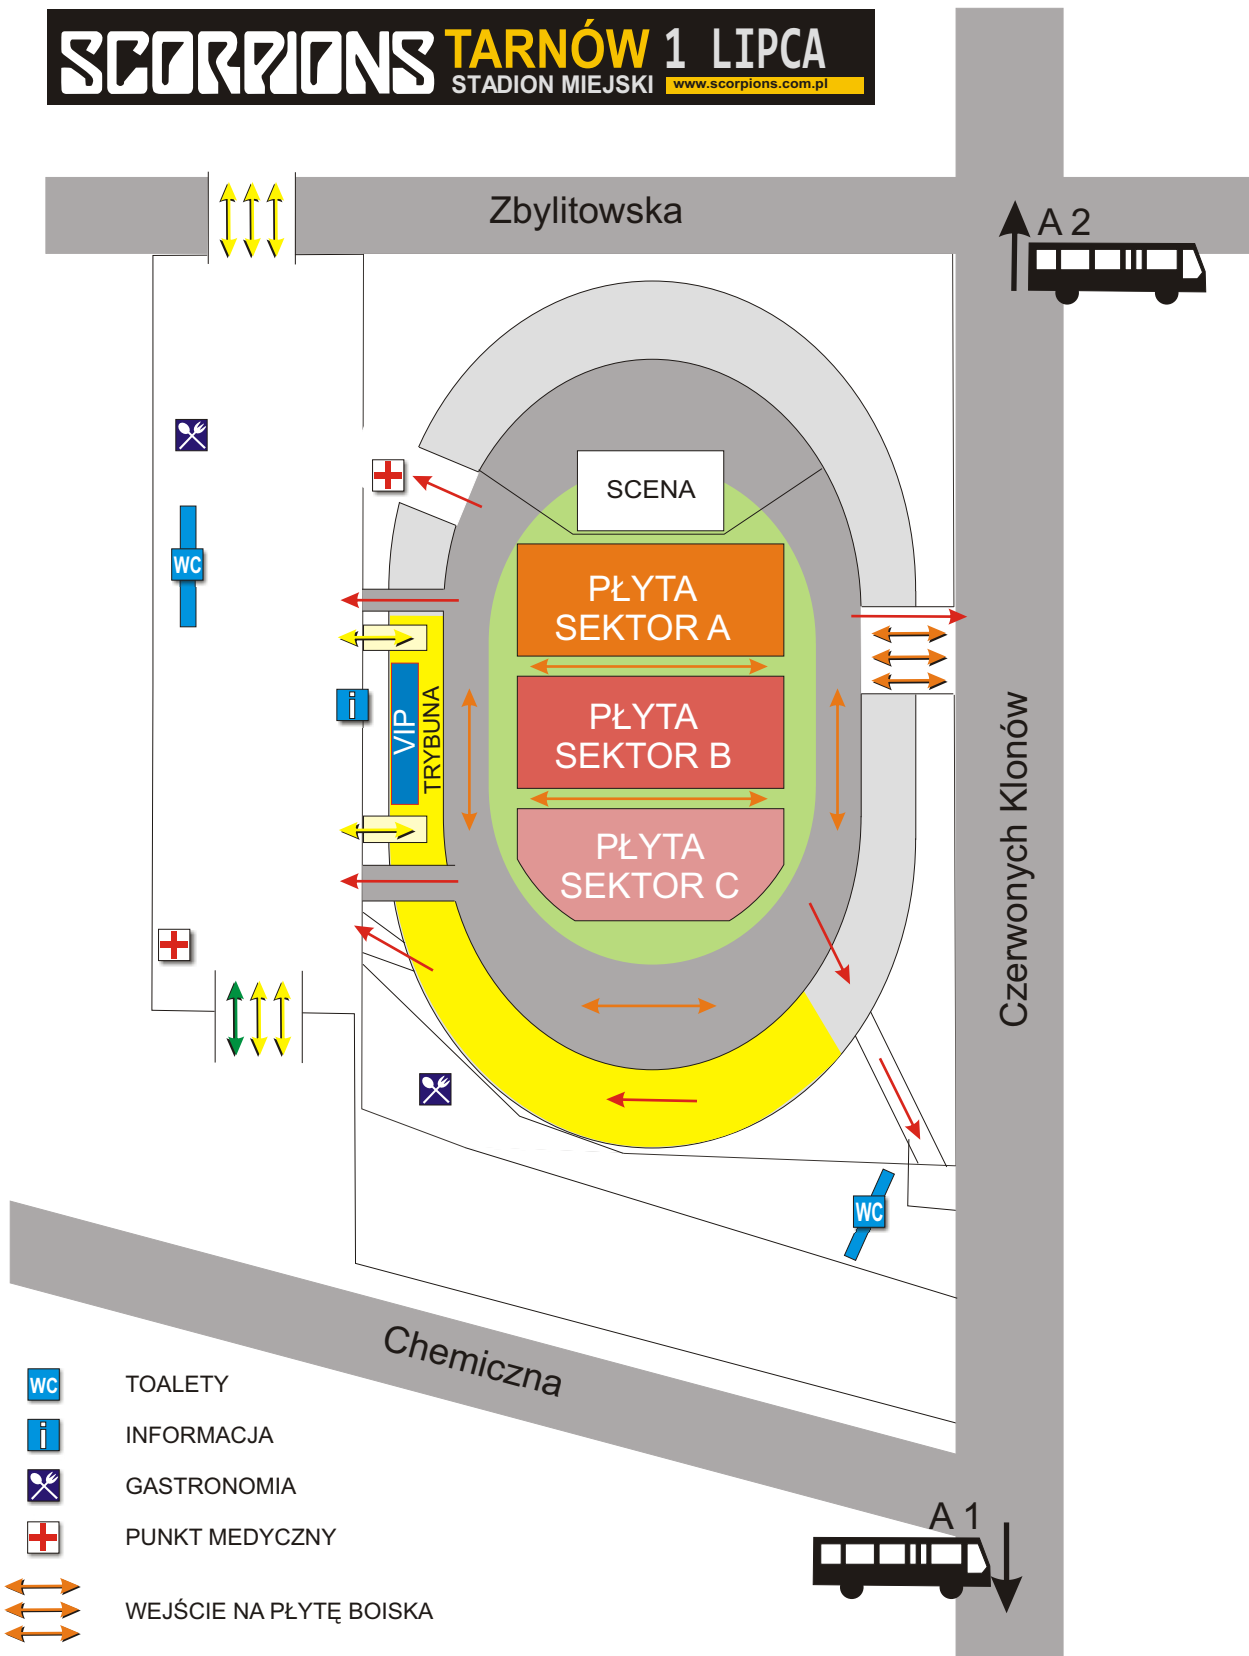 SCORPIONS TARNÓW 1 LIPCA
STADION MIEJSKI www.scorpions.com.pl
Zbylitowska
A 2
SCENA
WC
PŁYTA
SEKTOR A
i
VIP
TRYBUNA
PŁYTA
SEKTOR B
Czerwonych Klonów
PŁYTA
SEKTOR C
WC
Chemiczna
WC TOALETY
i INFORMACJA
GASTRONOMIA
PUNKT MEDYCZNY
A 1
WEJŚCIE NA PŁYTĘ BOISKA